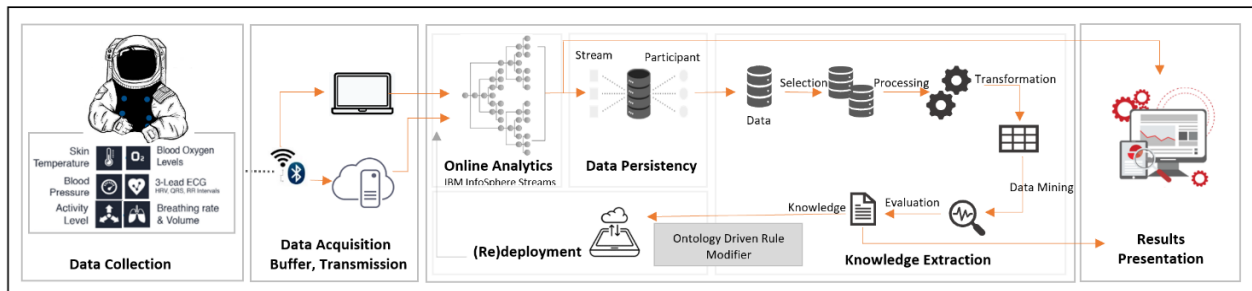 Skin
Temperature
O₂
Blood Oxygen
Levels
Blood
Pressure
3-Lead ECG
HRV, QRS, RR Intervals
Activity
Level
Breathing rate
& Volume
Data Collection
Data Acquisition
Buffer, Transmission
Online Analytics
IBM InfoSphere Streams
Stream
Participant
Data Persistency
Data
Selection
Processing
Transformation
Data Mining
Evaluation
Knowledge
Knowledge Extraction
(Re)deployment
Ontology Driven Rule
Modifier
Results
Presentation